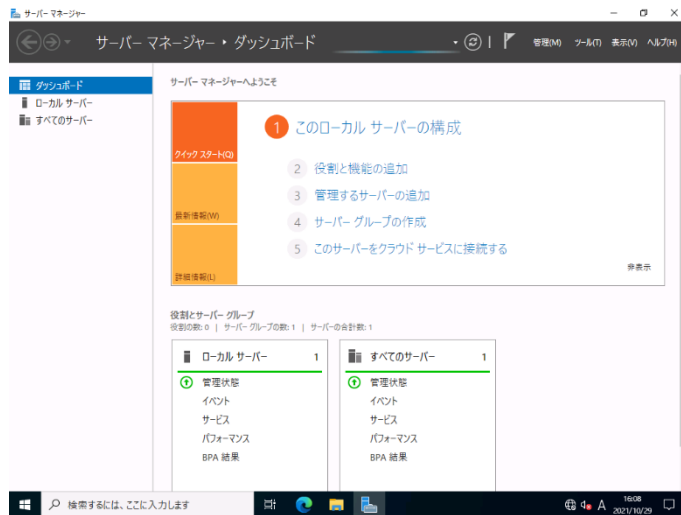 サーバー マネージャー
サーバー マネージャー ・ ダッシュボード
管理(M) ツール(T) 表示(V) ヘルプ(H)
ダッシュボード
ローカル サーバー
すべてのサーバー
サーバー マネージャーへようこそ
クイック スタート(Q)
最新情報(W)
詳細情報(L)
1 このローカル サーバーの構成
2 役割と機能の追加
3 管理するサーバーの追加
4 サーバー グループの作成
5 このサーバーをクラウド サービスに接続する
非表示
役割とサーバー グループ
役割の数: 0 | サーバー グループの数: 1 | サーバーの合計数: 1
ローカル サーバー 1
管理状態
イベント
サービス
パフォーマンス
BPA 結果
すべてのサーバー 1
管理状態
イベント
サービス
パフォーマンス
BPA 結果
検索するには、ここに入力します
A
16:08
2021/10/29